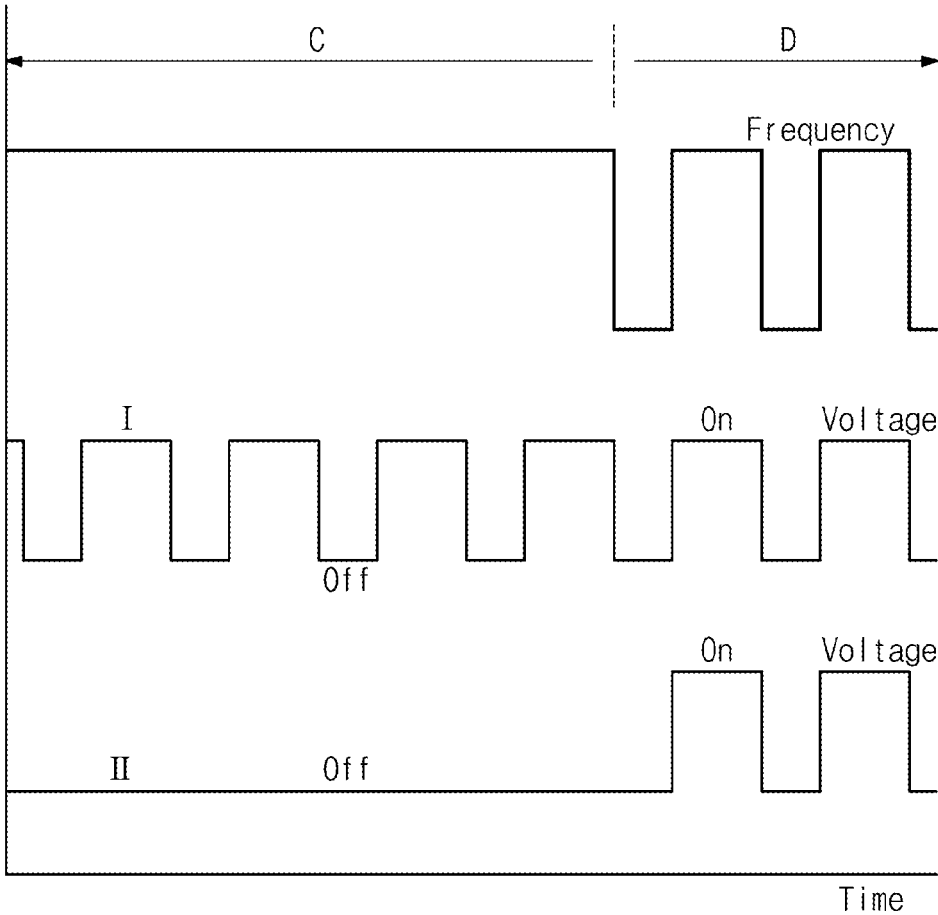 C
D
Frequency
I
On
Voltage
Off
On
Voltage
II
Off
Time